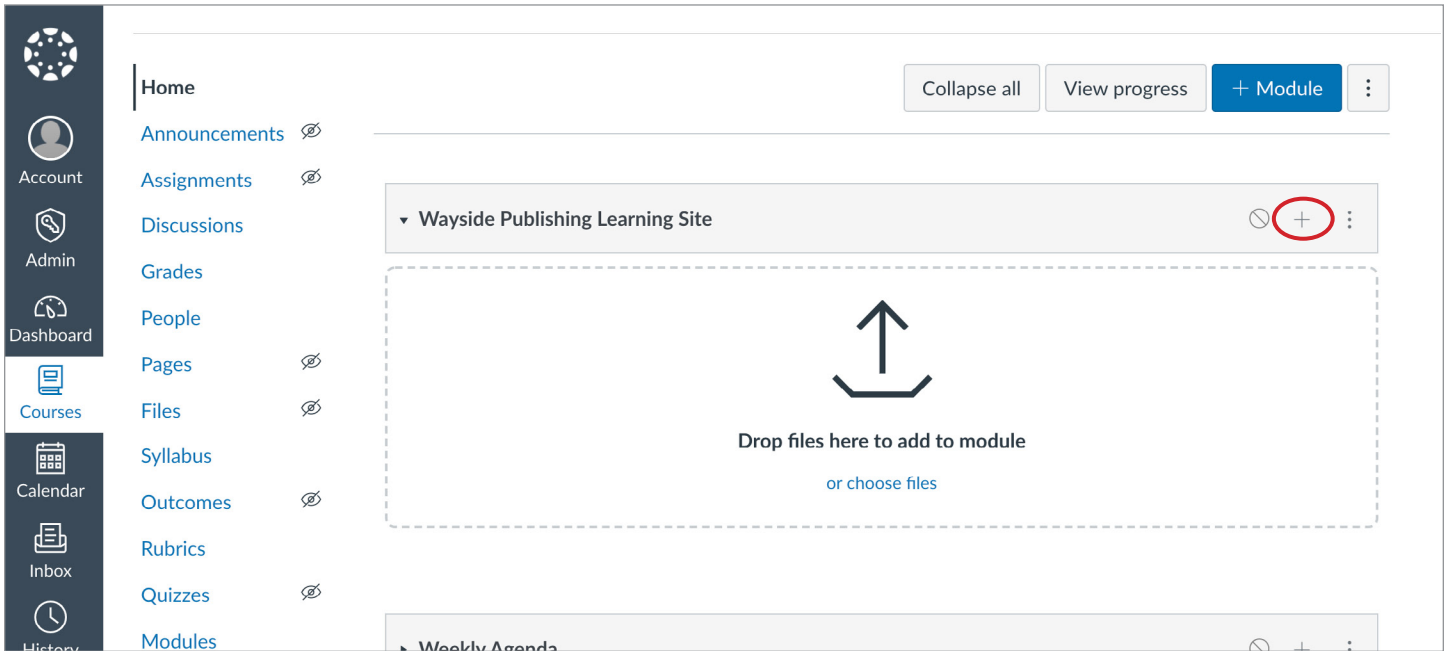 Account
Admin
Dashboard
Courses
Calendar
Inbox
History
Home
Announcements
Assignments
Discussions
Grades
People
Pages
Files
Syllabus
Outcomes
Rubrics
Quizzes
Modules
Collapse all
View progress
+ Module
Wayside Publishing Learning Site
Drop files here to add to module
or choose files
Weekly Agenda